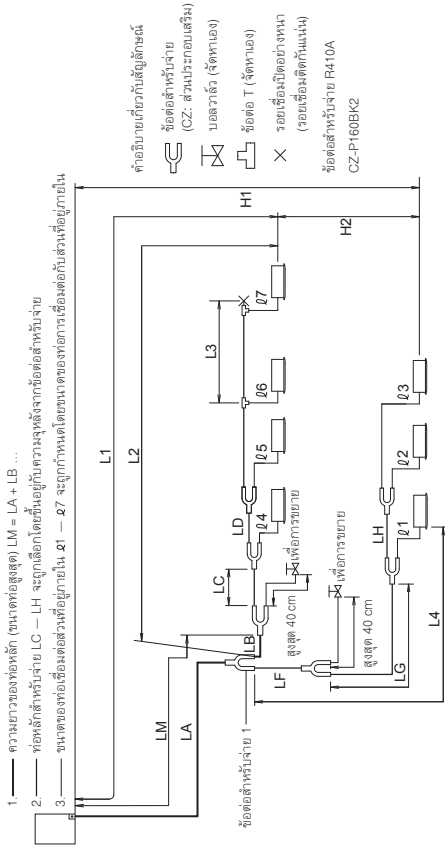 1. ความยาวของท่อหลัก (ขนาดท่อสูงสุด) LM = LA + LB ...
2. ท่อหลักสำหรับจ่าย LC – LH จะถูกเลือกโดยขึ้นอยู่กับความจุหลังจากข้อต่อสำหรับจ่าย
3. ขนาดของท่อเชื่อมต่อส่วนที่อยู่ภายใน ℓ1 – ℓ7 จะถูกกำหนดโดยขนาดของท่อการเชื่อมต่อกับส่วนที่อยู่ภายใน
L1
H1
L2
LM
LA
L3
ℓ7
ℓ6
ℓ5
ℓ4
LD
LC
LB
เพื่อการขยาย
สูงสุด 40 cm
H2
ข้อต่อสำหรับจ่าย 1
LF
เพื่อการขยาย
สูงสุด 40 cm
LG
LH
ℓ1
ℓ2
ℓ3
L4
คำอธิบายเกี่ยวกับสัญลักษณ์
ข้อต่อสำหรับจ่าย
(CZ: ส่วนประกอบเสริม)
บอลวาล์ว (จัดหาเอง)
ข้อต่อ T (จัดหาเอง)
รอยเชื่อมปิดอย่างหนา
(รอยเชื่อมติดกันแน่น)
ข้อต่อสำหรับจ่าย R410A
CZ-P160BK2